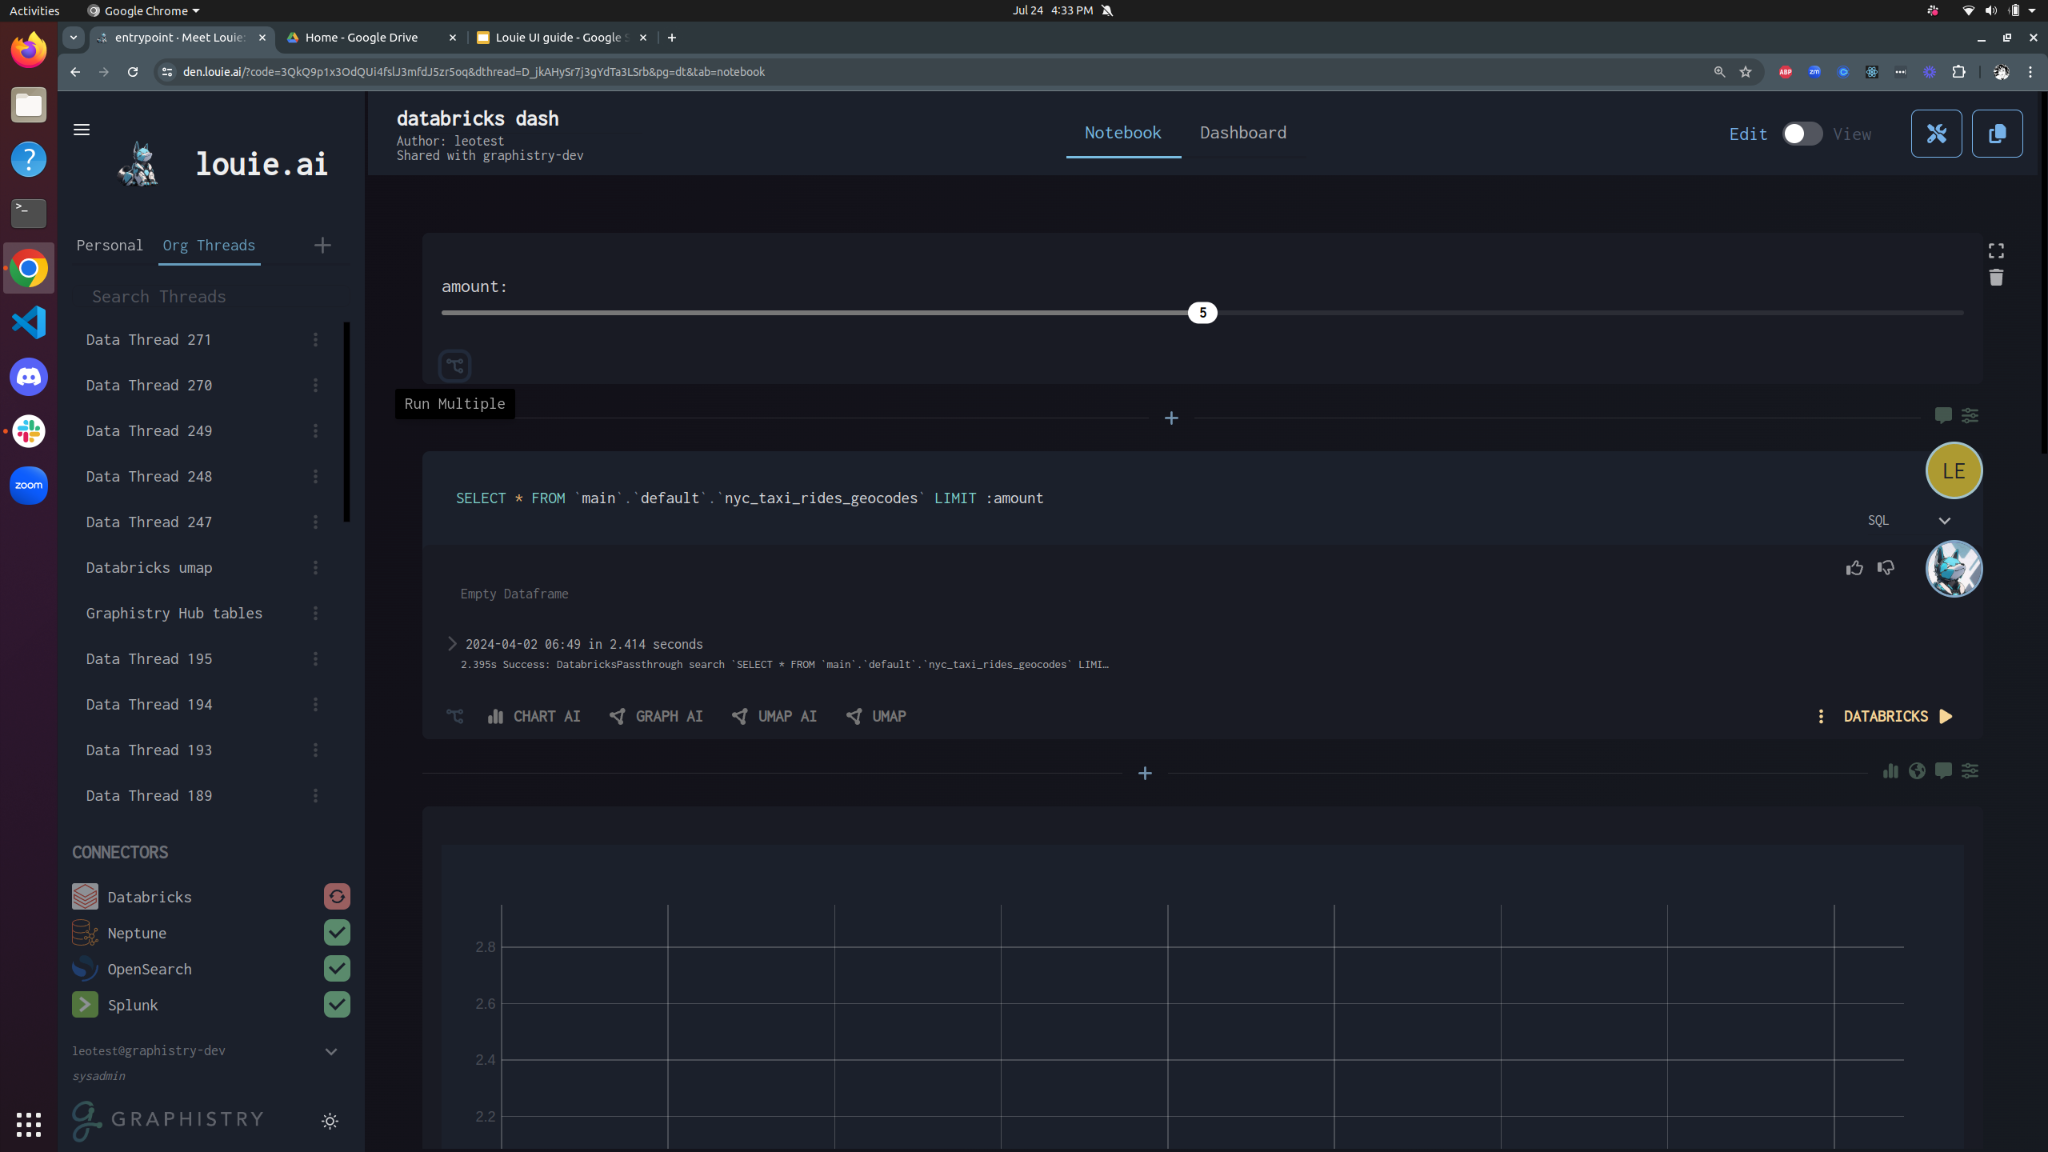 Activities
Google Chrome
Jul 24 4:33 PM
entrypoint · Meet Louie:
Home - Google Drive
Louie UI guide - Google S
den.louie.ai/?code=3QkQ9p1x3OdQUi4fslJ3mfdJ5zr5oq&dthread=D_jkAHySr7j3gYdTa3LSrb&pg=dt&tab=notebook
ABP
zm
louie.ai
databricks dash
Author: leotest
Shared with graphistry-dev
Notebook
Dashboard
Edit
View
Personal
Org Threads
Search Threads
Data Thread 271
Data Thread 270
Data Thread 249
Data Thread 248
Data Thread 247
Databricks umap
Graphistry Hub tables
Data Thread 195
Data Thread 194
Data Thread 193
Data Thread 189
CONNECTORS
Databricks
Neptune
OpenSearch
Splunk
leotest@graphistry-dev
sysadmin
GRAPHISTRY
zoom
amount:
5
Run Multiple
LE
SELECT * FROM `main`.`default`.`nyc_taxi_rides_geocodes` LIMIT :amount
SQL
Empty Dataframe
2024-04-02 06:49 in 2.414 seconds
2.395s Success: DatabricksPassthrough search `SELECT * FROM `main`.`default`.`nyc_taxi_rides_geocodes` LIMI…
CHART AI
GRAPH AI
UMAP AI
UMAP
DATABRICKS
2.8
2.6
2.4
2.2